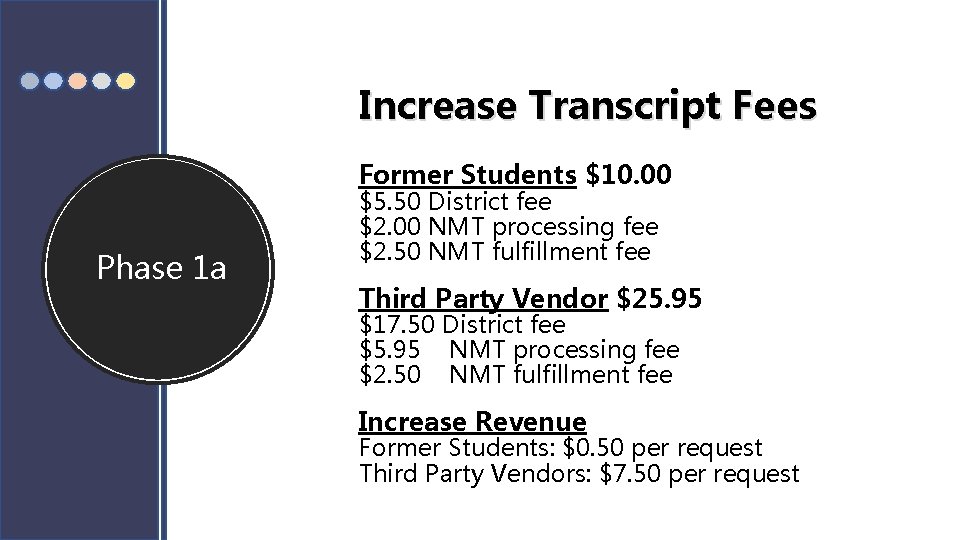 Increase Transcript Fees
Phase 1a
Former Students $10.00
$5.50 District fee
$2.00 NMT processing fee
$2.50 NMT fulfillment fee
Third Party Vendor $25.95
$17.50 District fee
$5.95 NMT processing fee
$2.50 NMT fulfillment fee
Increase Revenue
Former Students: $0.50 per request
Third Party Vendors: $7.50 per request